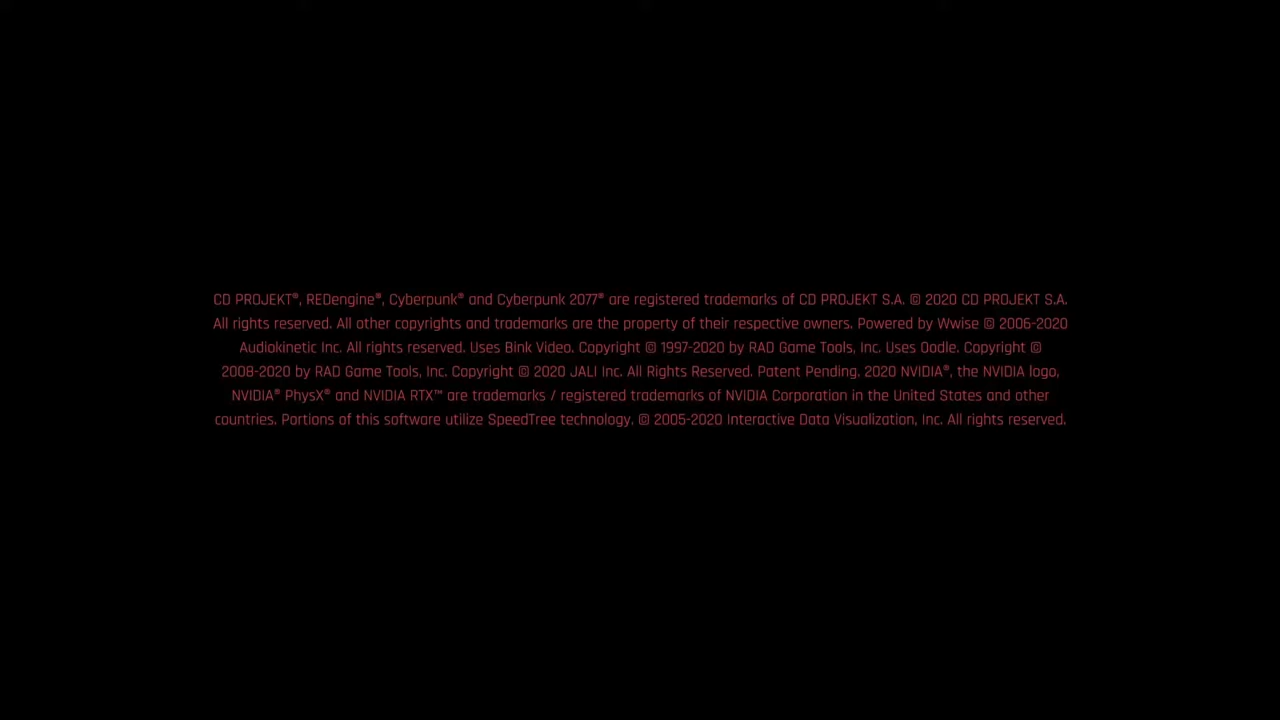 CD PROJEKT®, REDengine®, Cyberpunk® and Cyberpunk 2077® are registered trademarks of CD PROJEKT S.A. © 2020 CD PROJEKT S.A.
All rights reserved. All other copyrights and trademarks are the property of their respective owners. Powered by Wwise © 2006-2020
Audiokinetic Inc. All rights reserved. Uses Bink Video. Copyright © 1997-2020 by RAD Game Tools, Inc. Uses Oodle. Copyright ©
2008-2020 by RAD Game Tools, Inc. Copyright © 2020 JALI Inc. All Rights Reserved. Patent Pending. 2020 NVIDIA®, the NVIDIA logo,
NVIDIA® PhysX® and NVIDIA RTX™ are trademarks / registered trademarks of NVIDIA Corporation in the United States and other
countries. Portions of this software utilize SpeedTree technology. © 2005-2020 Interactive Data Visualization, Inc. All rights reserved.